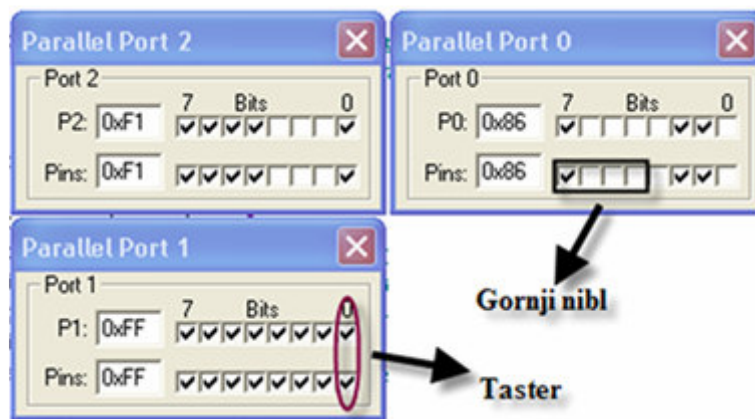 Parallel Port 2
Port 2
7 Bits 0
P2: 0xF1
Pins: 0xF1
Parallel Port 0
Port 0
7 Bits 0
P0: 0x86
Pins: 0x86
Gornji nibl
Parallel Port 1
Port 1
7 Bits 0
P1: 0xFF
Pins: 0xFF
Taster